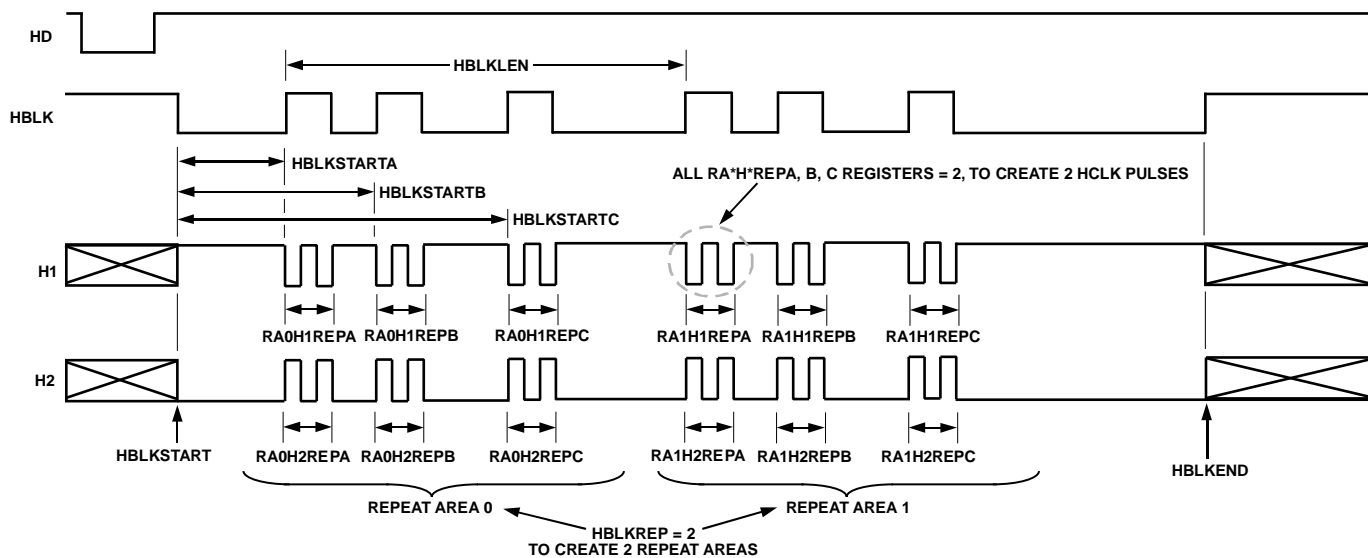 HD
HBLKLEN
HBLK
HBLKSTARTA
ALL RA*H*REPA, B, C REGISTERS = 2, TO CREATE 2 HCLK PULSES
HBLKSTARTB
HBLKSTARTC
H1
RA0H1REPA RA0H1REPB RA0H1REPC RA1H1REPA RA1H1REPB RA1H1REPC
H2
HBLKSTART
RA0H2REPA RA0H2REPB RA0H2REPC RA1H2REPA RA1H2REPB RA1H2REPC
HBLKEND
REPEAT AREA 0
REPEAT AREA 1
HBLKREP = 2
TO CREATE 2 REPEAT AREAS